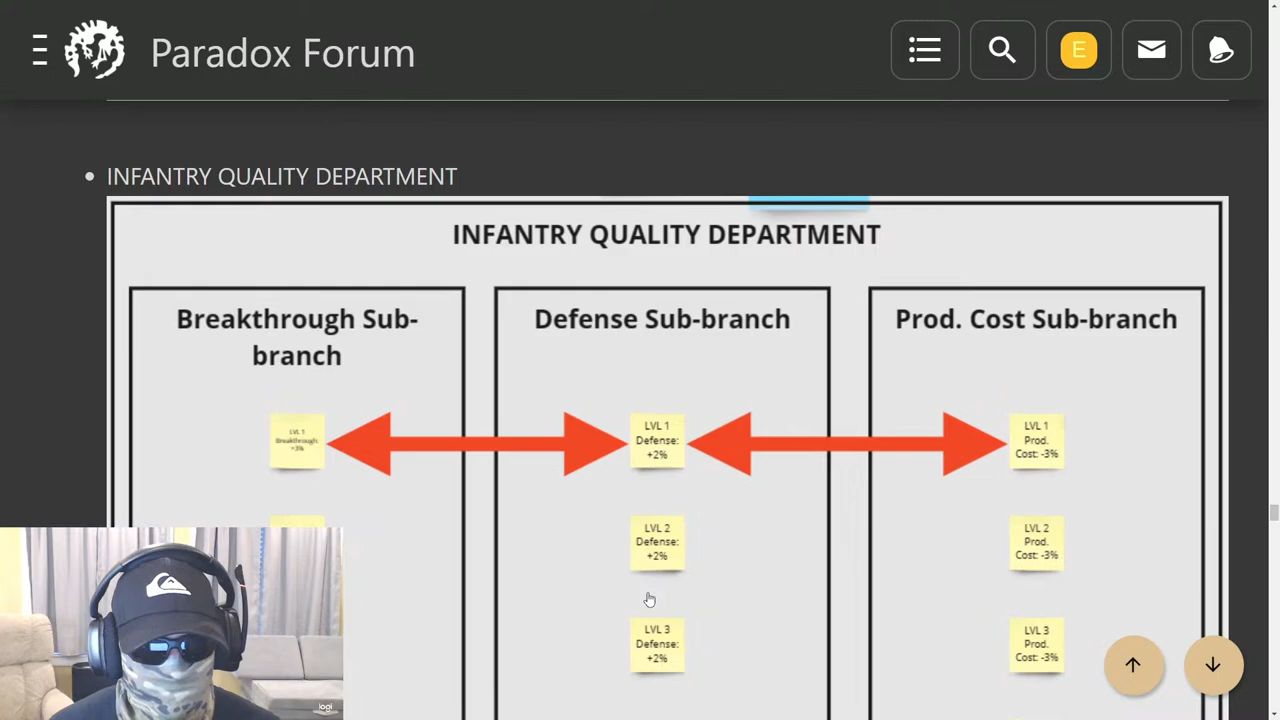 Paradox Forum
E
INFANTRY QUALITY DEPARTMENT
INFANTRY QUALITY DEPARTMENT
Breakthrough Sub-
branch
Defense Sub-branch
Prod. Cost Sub-branch
LVL 1
Breakthrough:
+3%
LVL 1
Defense:
+2%
LVL 1
Prod.
Cost: -3%
LVL 2
Defense:
+2%
LVL 2
Prod.
Cost: -3%
LVL 3
Defense:
+2%
LVL 3
Prod.
Cost: -3%
logi